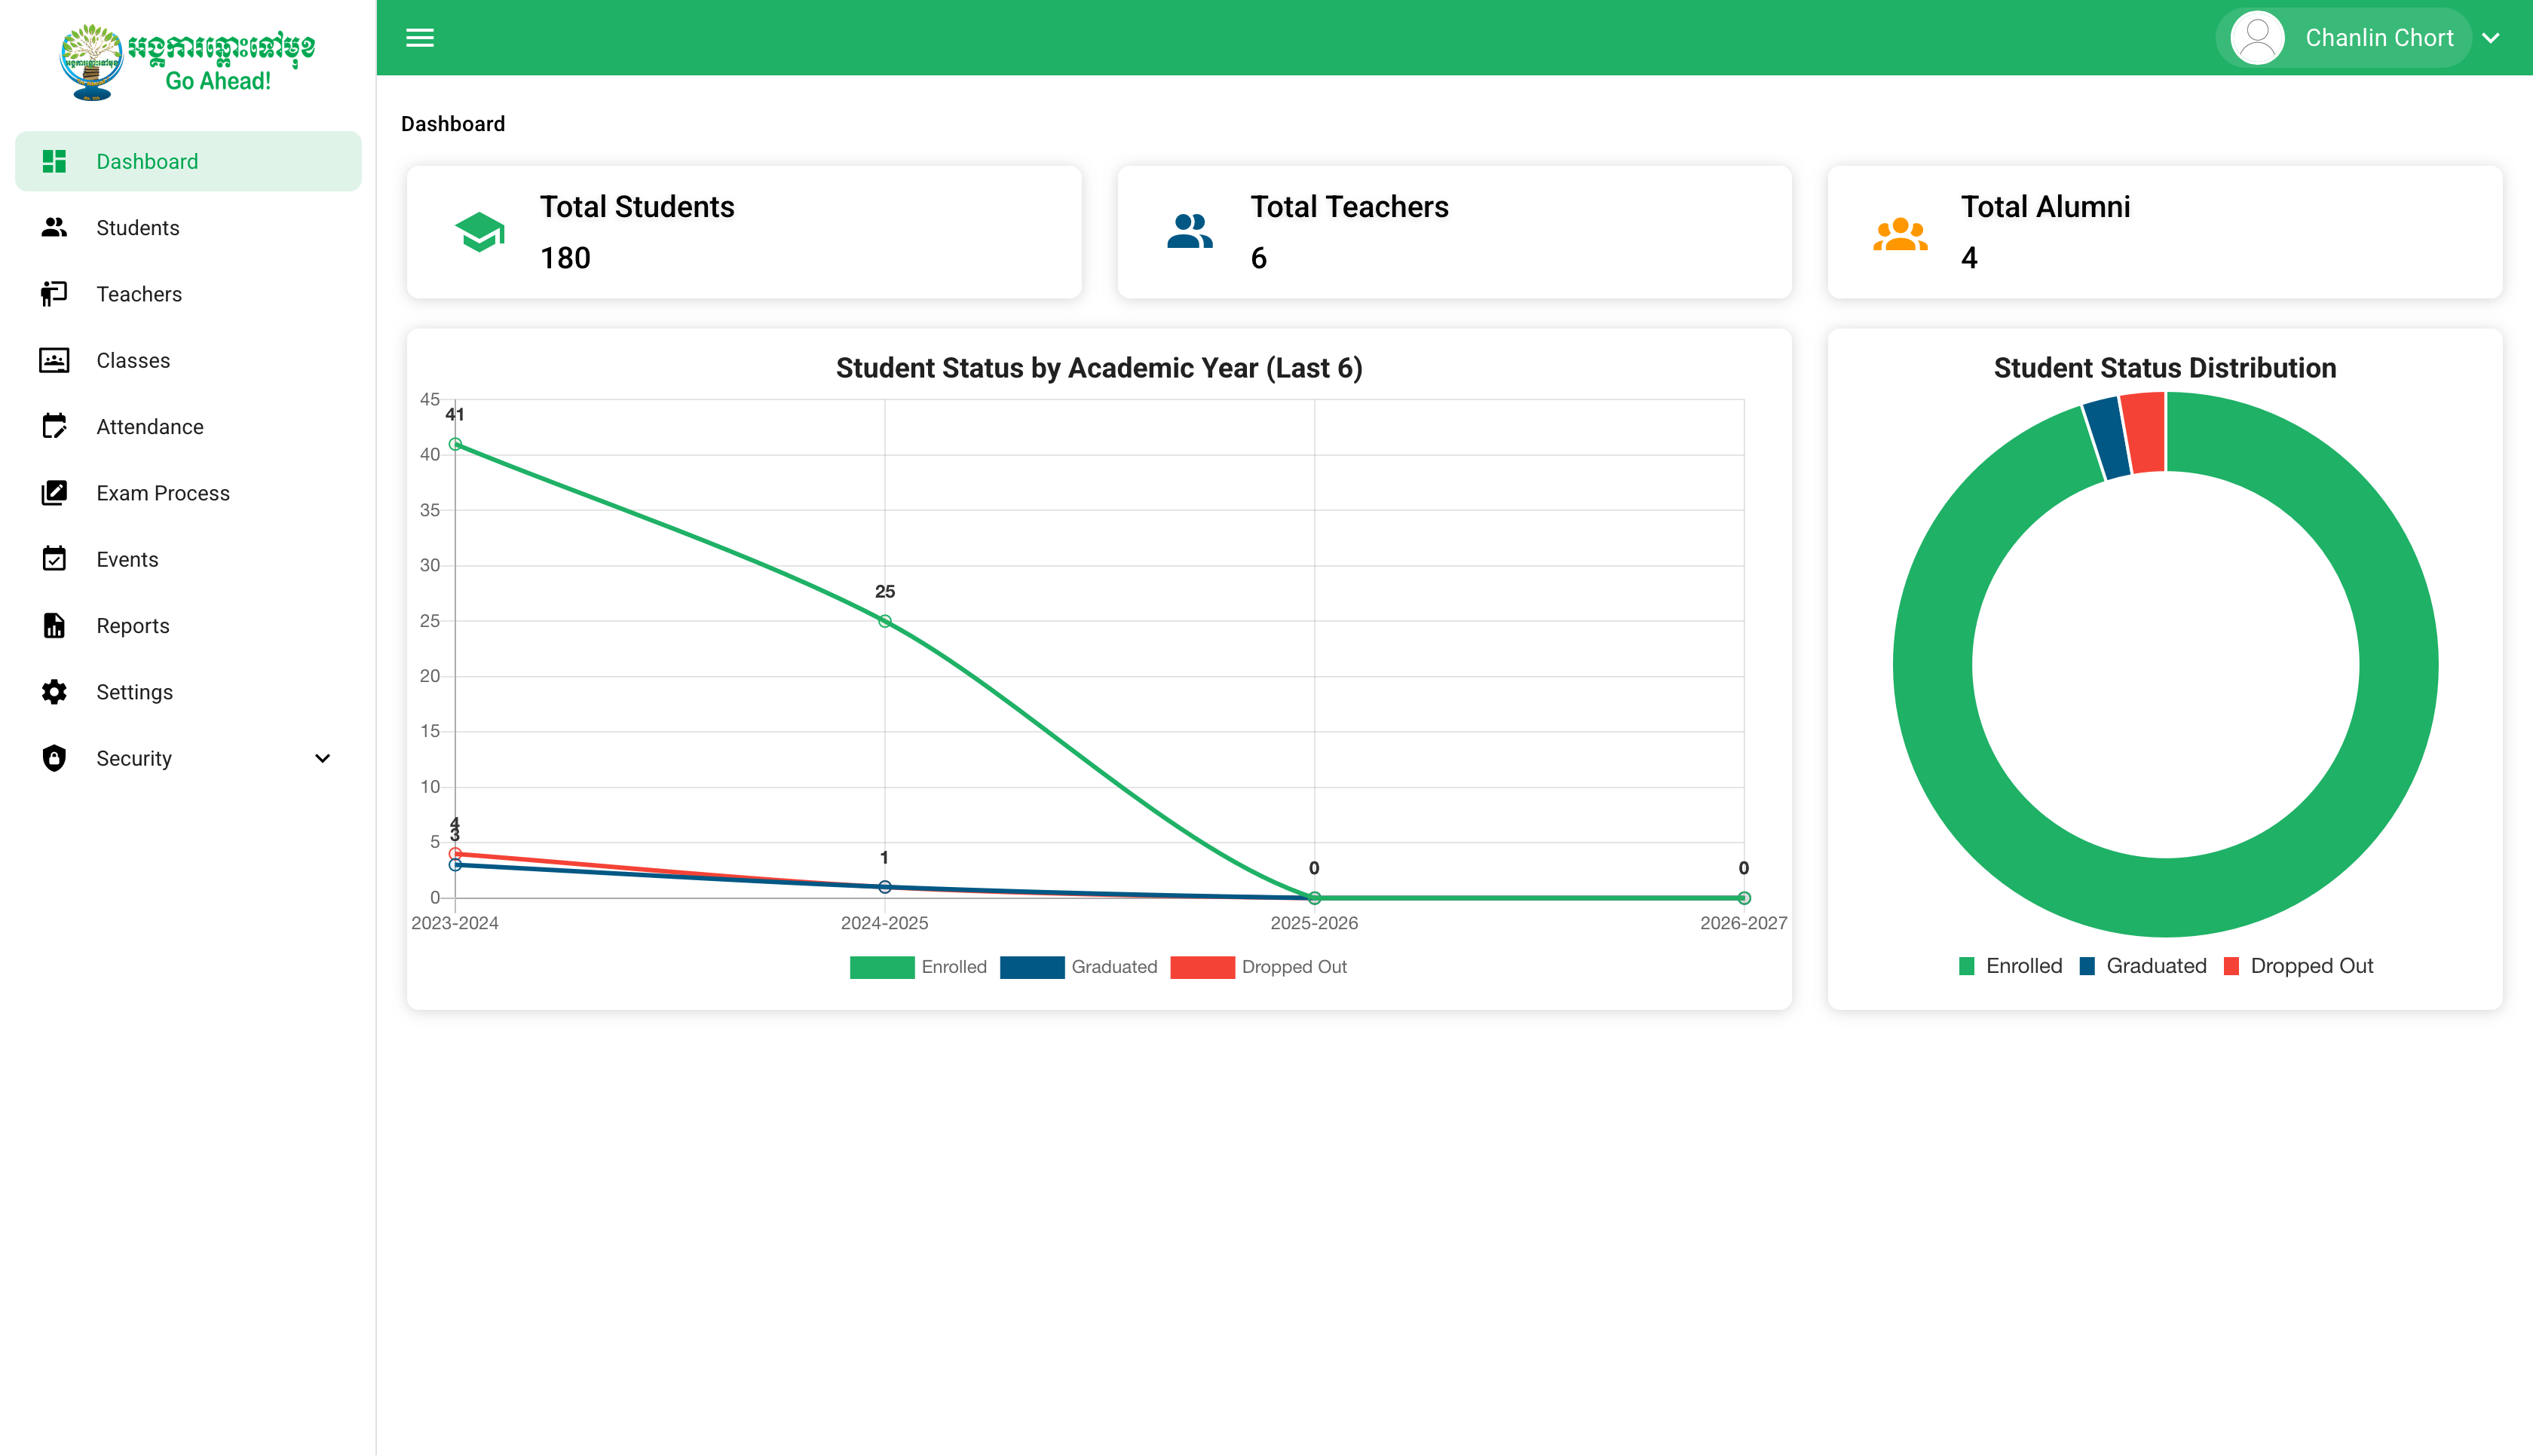 អង្គការឆ្ពោះទៅមុខ
Go Ahead!
Chanlin Chort
Dashboard
Students
Teachers
Classes
Attendance
Exam Process
Events
Reports
Settings
Security
Dashboard
Total Students
180
Total Teachers
6
Total Alumni
4
Student Status by Academic Year (Last 6)
45
40
35
30
25
20
15
10
5
0
41
25
4
3
1
0
0
2023-2024
2024-2025
2025-2026
2026-2027
Enrolled
Graduated
Dropped Out
Student Status Distribution
Enrolled
Graduated
Dropped Out